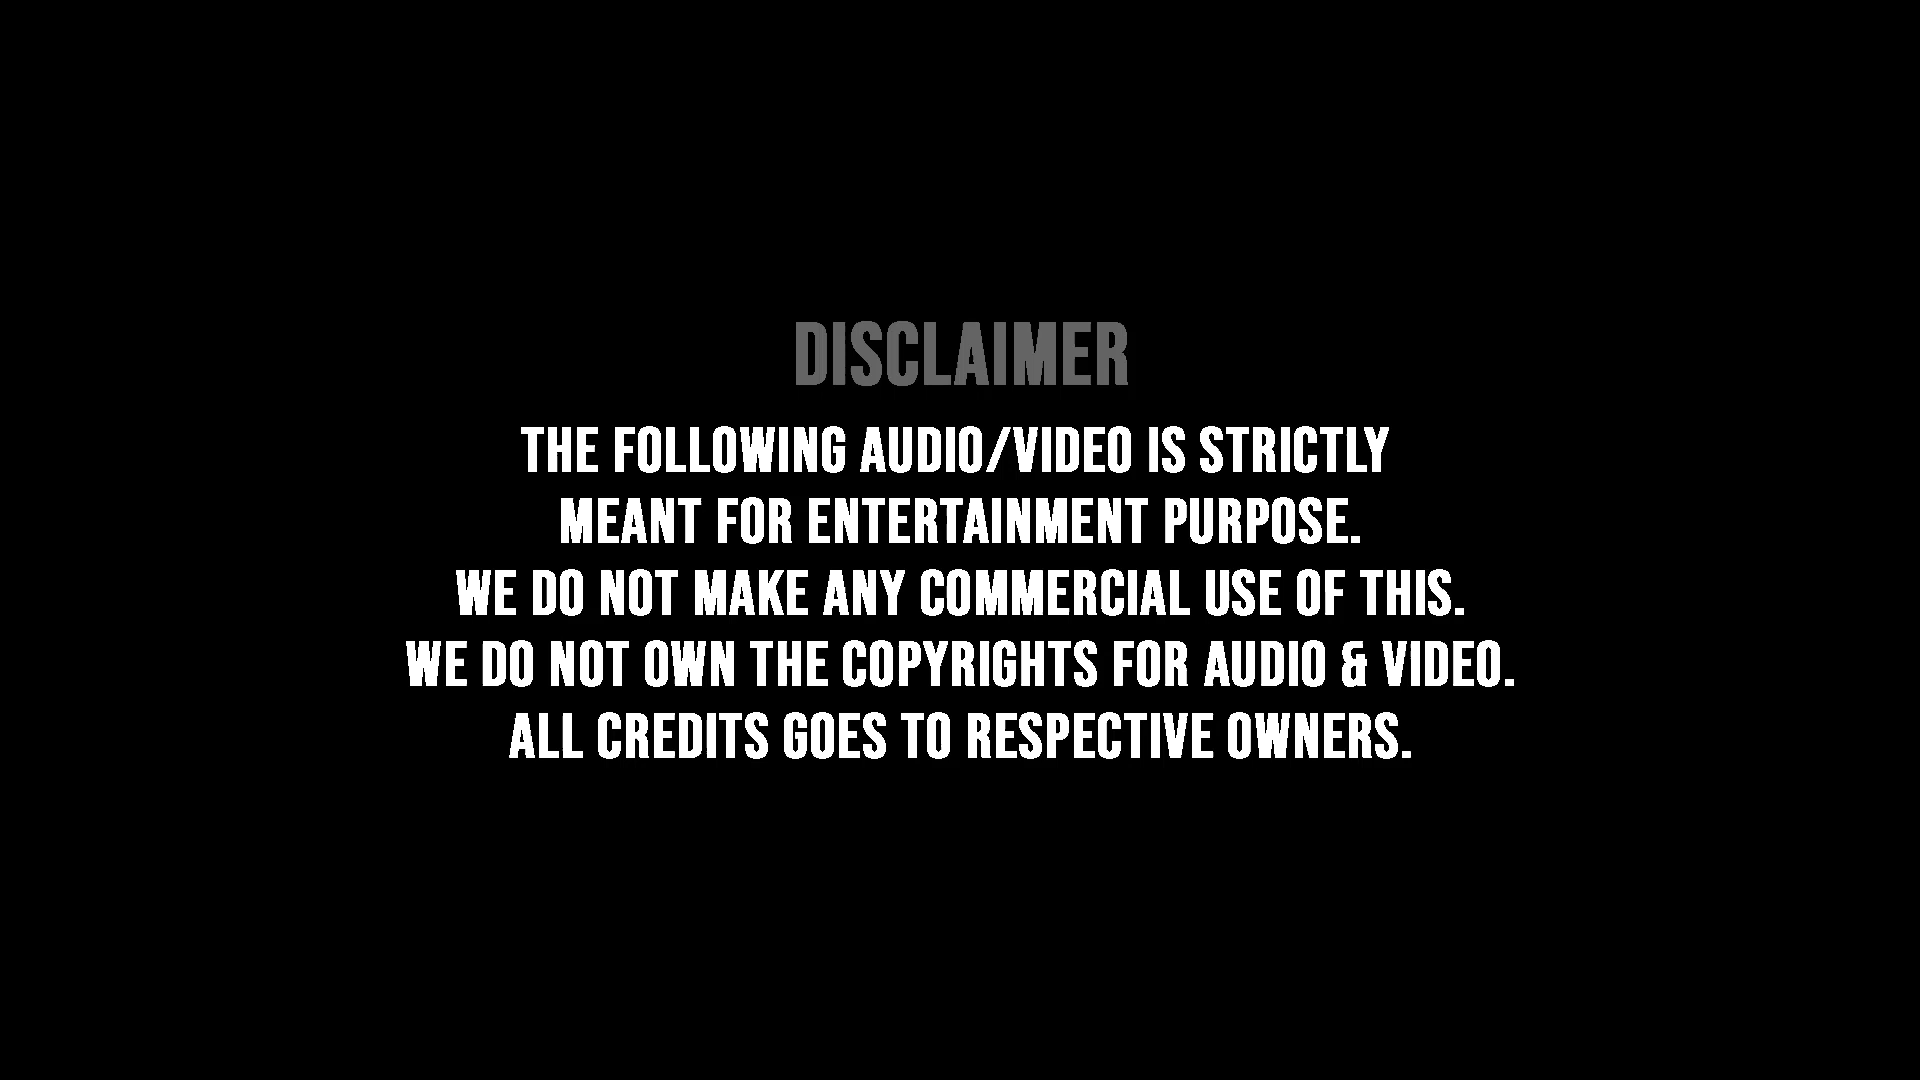 DISCLAIMER
THE FOLLOWING AUDIO/VIDEO IS STRICTLY
MEANT FOR ENTERTAINMENT PURPOSE.
WE DO NOT MAKE ANY COMMERCIAL USE OF THIS.
WE DO NOT OWN THE COPYRIGHTS FOR AUDIO & VIDEO.
ALL CREDITS GOES TO RESPECTIVE OWNERS.